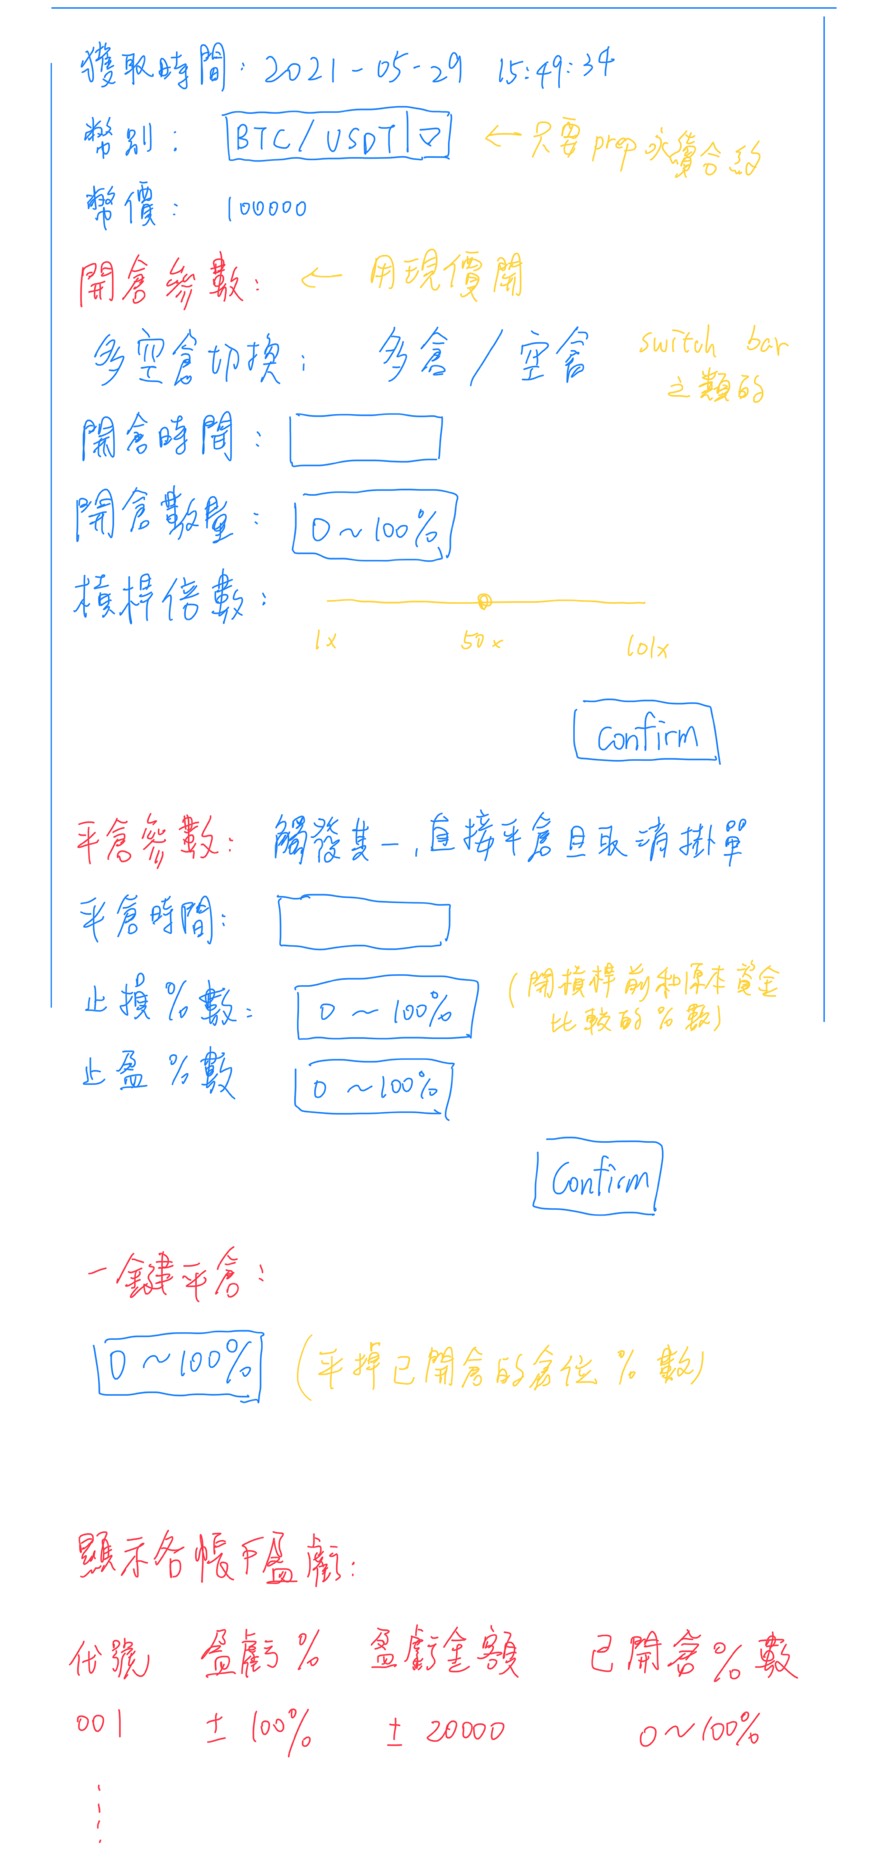 獲取時間: 2021-05-29 15:49:34
幣別: BTC/USDT ▽ ← 只要 prep 永續合約
幣價: 100000
開倉參數: ← 用現價開
多空倉切換: 多倉 / 空倉 switch bar 之類的
開倉時間:
開倉數量: 0~100%
槓桿倍數:
1x 50x 101x
Confirm
平倉參數: 觸發其一,直接平倉且取消掛單
平倉時間:
止損%數: 0~100% (開槓桿前和原本資金
比較的%數)
止盈%數 0~100%
Confirm
一鍵平倉:
0~100% (平掉已開倉的倉位%數)
顯示各帳戶盈虧:
代號 盈虧% 盈虧金額 已開倉%數
001 ±100% ±20000 0~100%